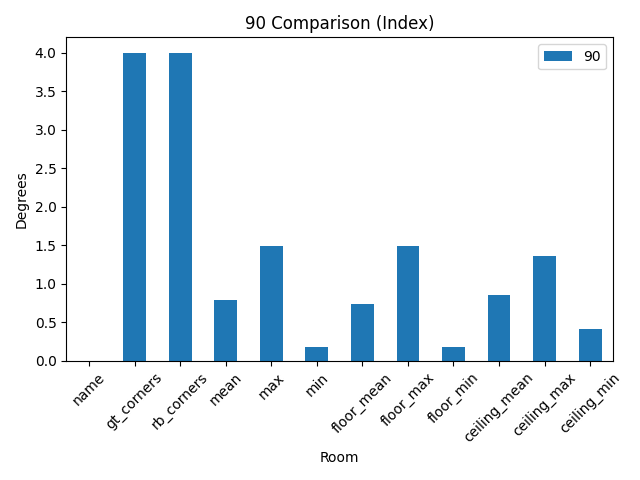 90 Comparison (Index)
90
Degrees
4.0
3.5
3.0
2.5
2.0
1.5
1.0
0.5
0.0
name
gt_corners
rb_corners
mean
max
min
floor_mean
floor_max
floor_min
ceiling_mean
ceiling_max
ceiling_min
Room